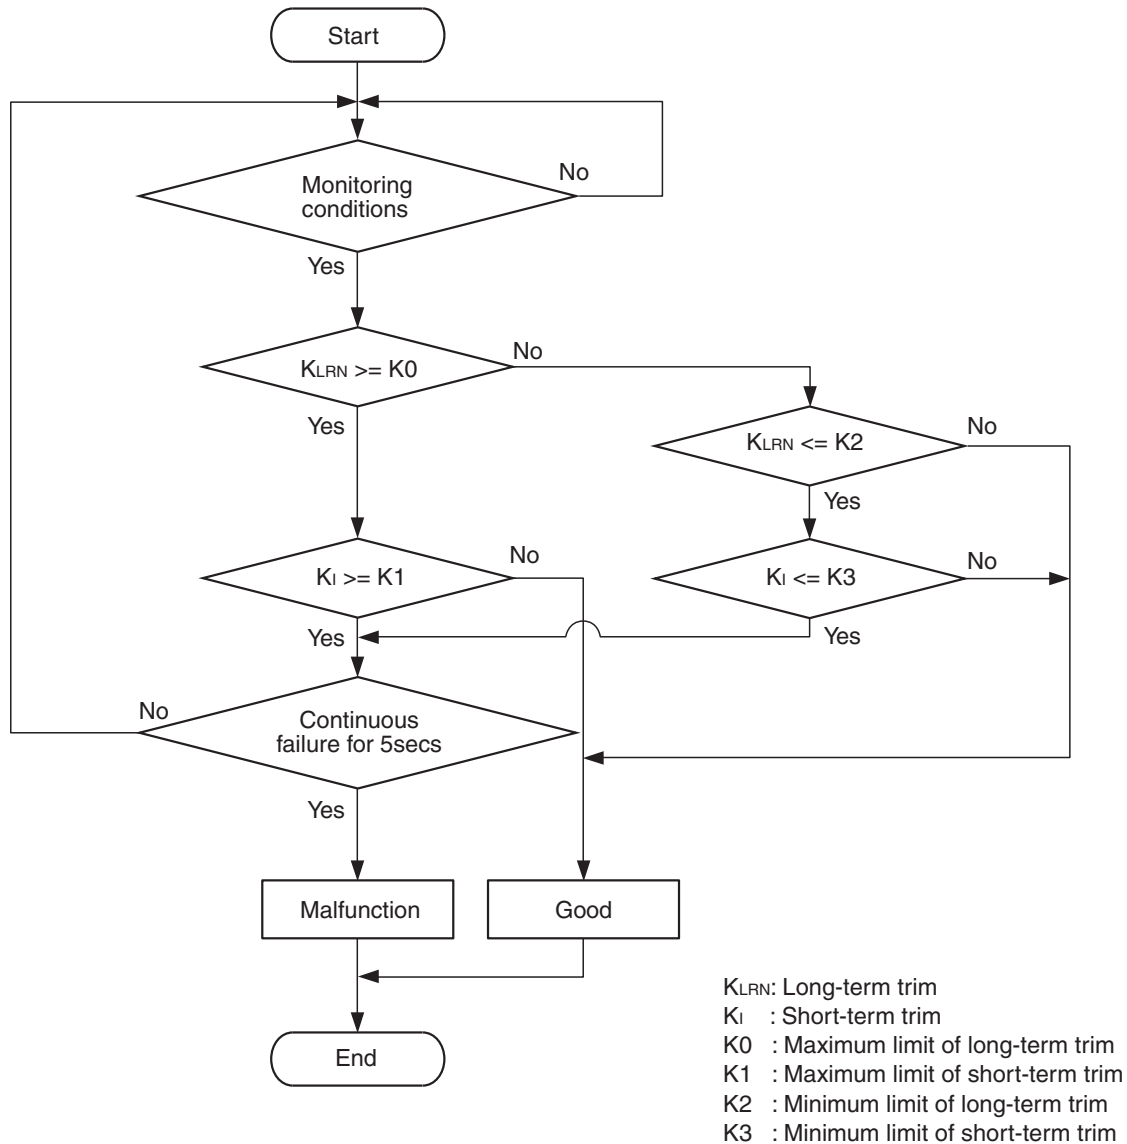 Start
No
Monitoring
conditions
Yes
No
KLRN >= K0
Yes
No
KLRN <= K2
Yes
No
KI >= K1
No
KI <= K3
Yes
Yes
No
Continuous
failure for 5secs
Yes
Malfunction
Good
End
KLRN: Long-term trim
KI : Short-term trim
K0 : Maximum limit of long-term trim
K1 : Maximum limit of short-term trim
K2 : Minimum limit of long-term trim
K3 : Minimum limit of short-term trim